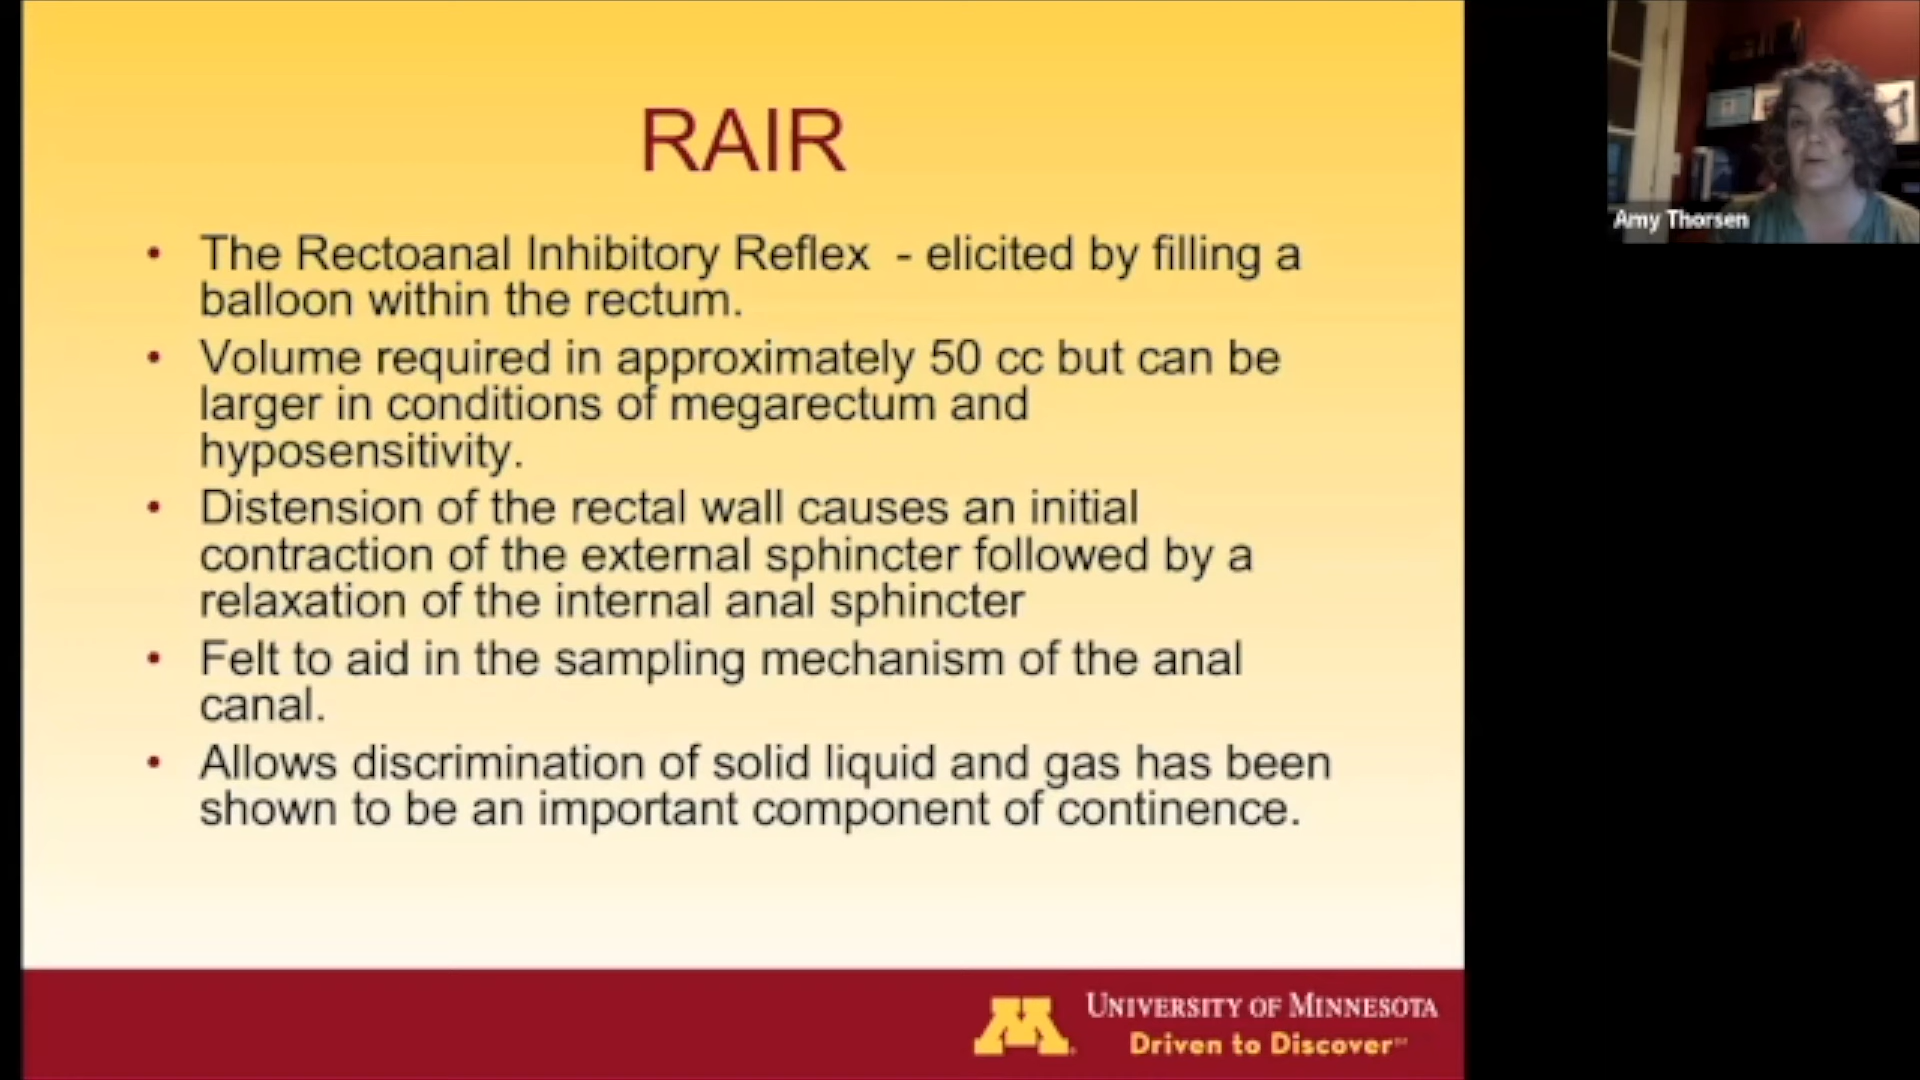 RAIR
• The Rectoanal Inhibitory Reflex - elicited by filling a
balloon within the rectum.
• Volume required in approximately 50 cc but can be
larger in conditions of megarectum and
hyposensitivity.
• Distension of the rectal wall causes an initial
contraction of the external sphincter followed by a
relaxation of the internal anal sphincter
• Felt to aid in the sampling mechanism of the anal
canal.
• Allows discrimination of solid liquid and gas has been
shown to be an important component of continence.
M
UNIVERSITY OF MINNESOTA
Driven to Discover℠
Amy Thorsen